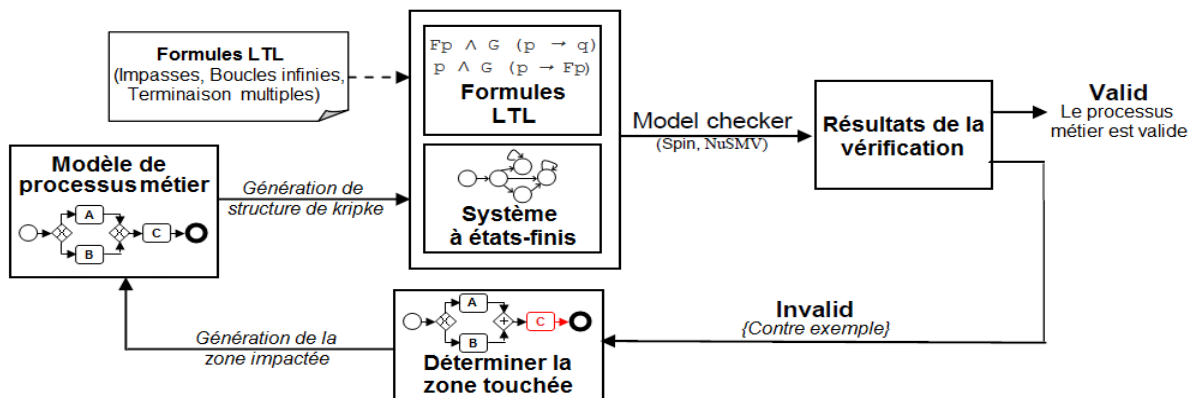 Formules LTL
(Impasses, Boucles infinies,
Terminaison multiples)
Fp ∧ G (p → q)
p ∧ G (p → Fp)
Formules
LTL
Model checker
(Spin, NuSMV)
Résultats de la
vérification
Valid
Le processus
métier est valide
Modèle de
processus métier
A
B
C
Génération de
structure de kripke
Système
à états-finis
Invalid
{Contre exemple}
A
B
C
Déterminer la
zone touchée
Génération de la
zone impactée